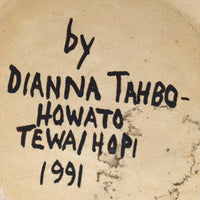 by
DIANNA TAHBO-
HOWATO
TEWA/HOPI
1991